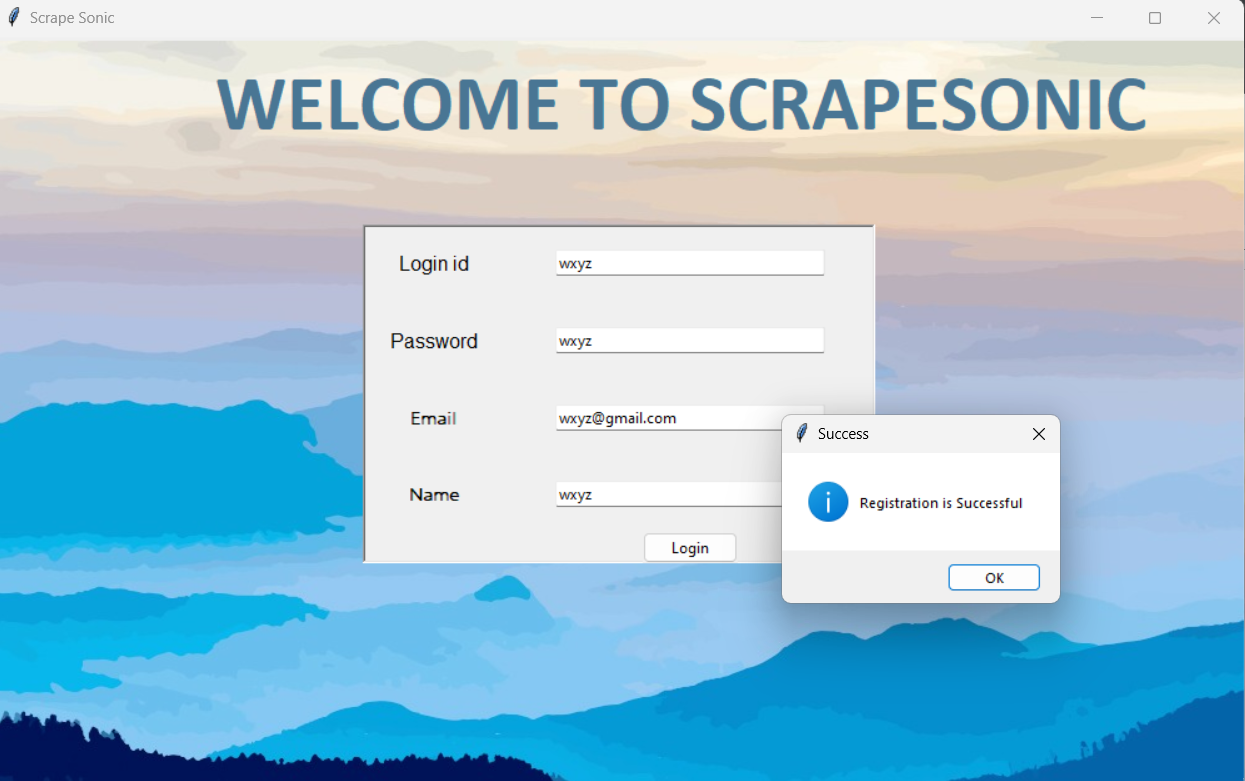 Scrape Sonic
WELCOME TO SCRAPESONIC
Login id wxyz
Password wxyz
Email wxyz@gmail.com
Name wxyz
Login
Success
Registration is Successful
OK